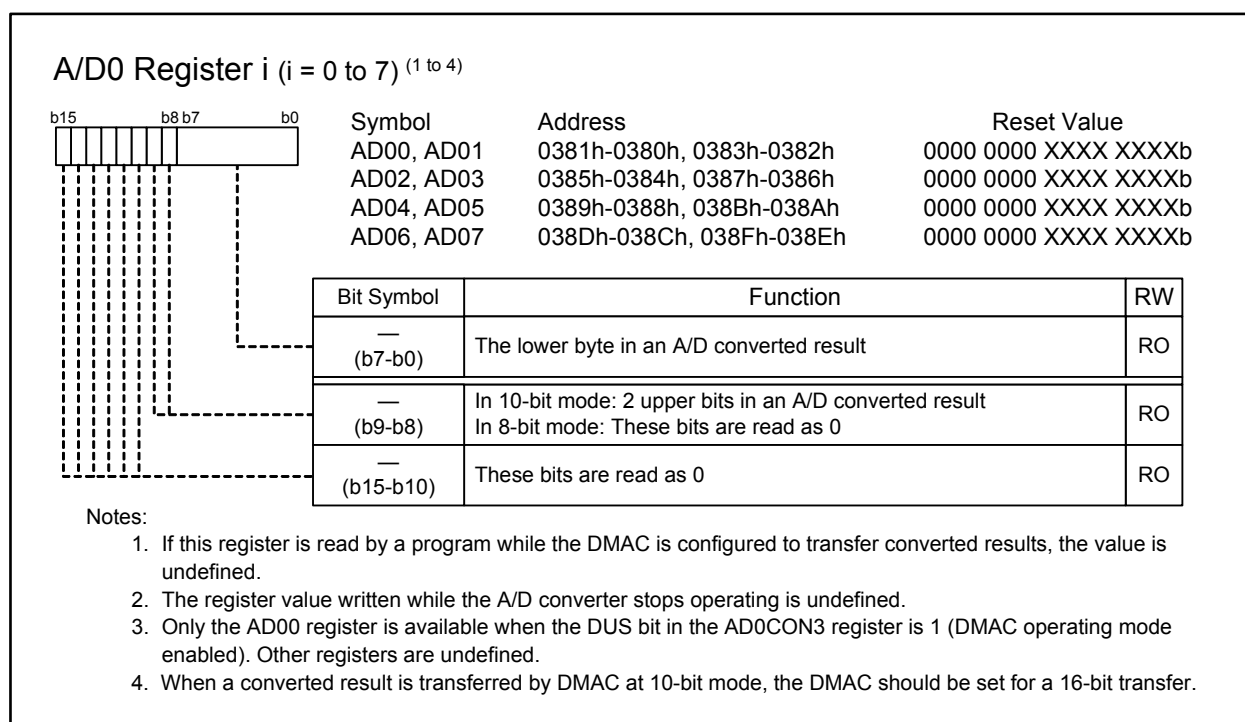 A/D0 Register i (i = 0 to 7) (1 to 4)
b15 b8 b7 b0
Symbol Address Reset Value
AD00, AD01 0381h-0380h, 0383h-0382h 0000 0000 XXXX XXXXb
AD02, AD03 0385h-0384h, 0387h-0386h 0000 0000 XXXX XXXXb
AD04, AD05 0389h-0388h, 038Bh-038Ah 0000 0000 XXXX XXXXb
AD06, AD07 038Dh-038Ch, 038Fh-038Eh 0000 0000 XXXX XXXXb
Bit Symbol Function RW
—
(b7-b0) The lower byte in an A/D converted result RO
— In 10-bit mode: 2 upper bits in an A/D converted result
(b9-b8) In 8-bit mode: These bits are read as 0 RO
—
(b15-b10) These bits are read as 0 RO
Notes:
1. If this register is read by a program while the DMAC is configured to transfer converted results, the value is
undefined.
2. The register value written while the A/D converter stops operating is undefined.
3. Only the AD00 register is available when the DUS bit in the AD0CON3 register is 1 (DMAC operating mode
enabled). Other registers are undefined.
4. When a converted result is transferred by DMAC at 10-bit mode, the DMAC should be set for a 16-bit transfer.